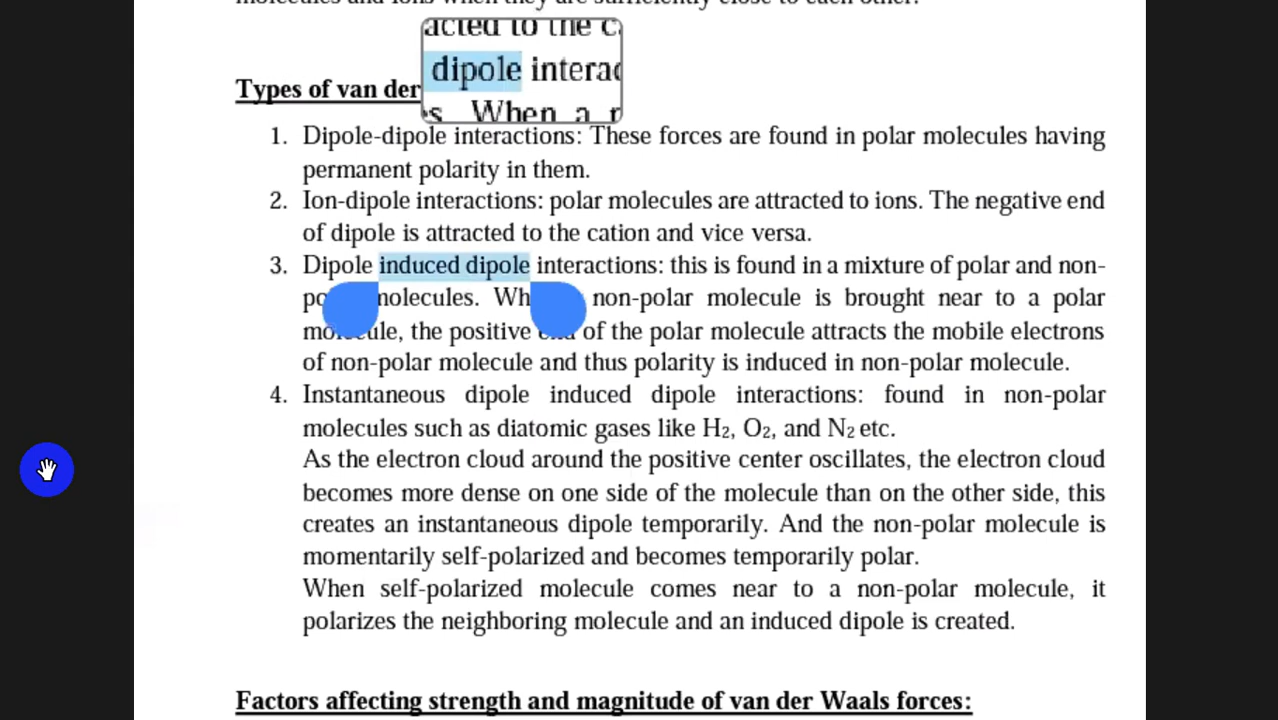 acted to the
dipole interac
s. When a
Types of van der
1. Dipole-dipole interactions: These forces are found in polar molecules having
permanent polarity in them.
2. Ion-dipole interactions: polar molecules are attracted to ions. The negative end
of dipole is attracted to the cation and vice versa.
3. Dipole induced dipole interactions: this is found in a mixture of polar and non-
molecules. Wh non-polar molecule is brought near to a polar
the positive of the polar molecule attracts the mobile electrons
of non-polar molecule and thus polarity is induced in non-polar molecule.
4. Instantaneous dipole induced dipole interactions: found in non-polar
molecules such as diatomic gases like H₂, O₂, and N₂ etc.
As the electron cloud around the positive center oscillates, the electron cloud
becomes more dense on one side of the molecule than on the other side, this
creates an instantaneous dipole temporarily. And the non-polar molecule is
momentarily self-polarized and becomes temporarily polar.
When self-polarized molecule comes near to a non-polar molecule, it
polarizes the neighboring molecule and an induced dipole is created.
Factors affecting strength and magnitude of van der Waals forces: